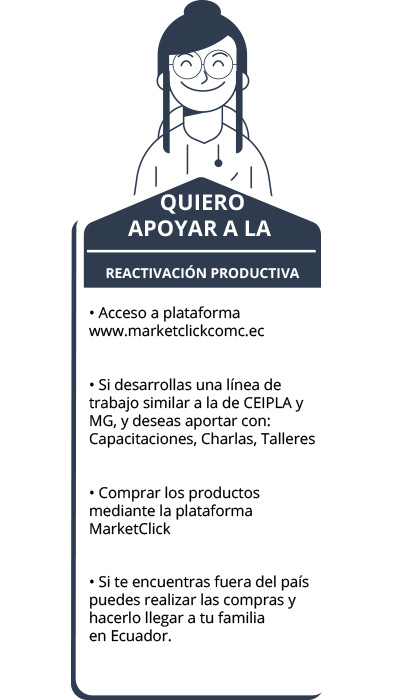 QUIERO
APOYAR A LA
REACTIVACIÓN PRODUCTIVA
• Acceso a plataforma
www.marketclickcomc.ec
• Si desarrollas una línea de
trabajo similar a la de CEIPLA y
MG, y deseas aportar con:
Capacitaciones, Charlas, Talleres
• Comprar los productos
mediante la plataforma
MarketClick
• Si te encuentras fuera del país
puedes realizar las compras y
hacerlo llegar a tu familia
en Ecuador.